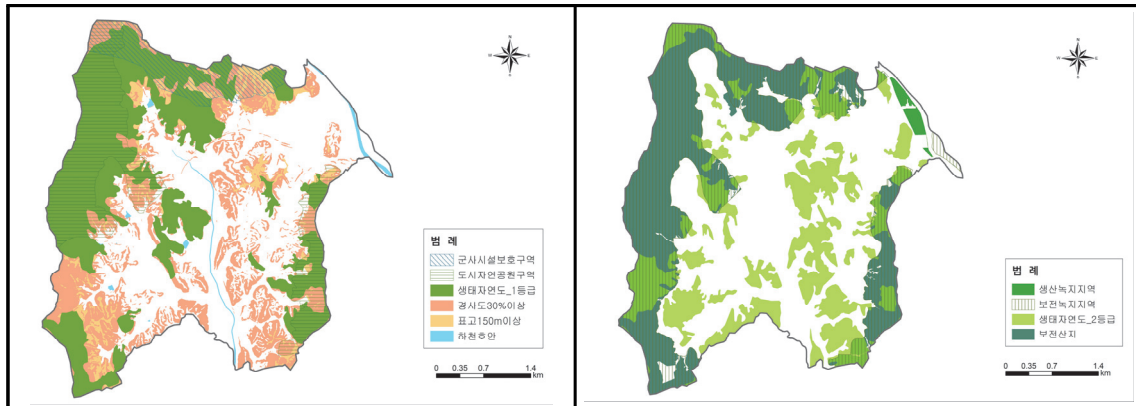 범 례
군사시설보호구역
도시자연공원구역
생태자연도_1등급
경사도30%이상
표고150m이상
하천호안
0 0.35 0.7 1.4
km
범 례
생산녹지지역
보전녹지지역
생태자연도_2등급
보전산지
0 0.35 0.7 1.4
km